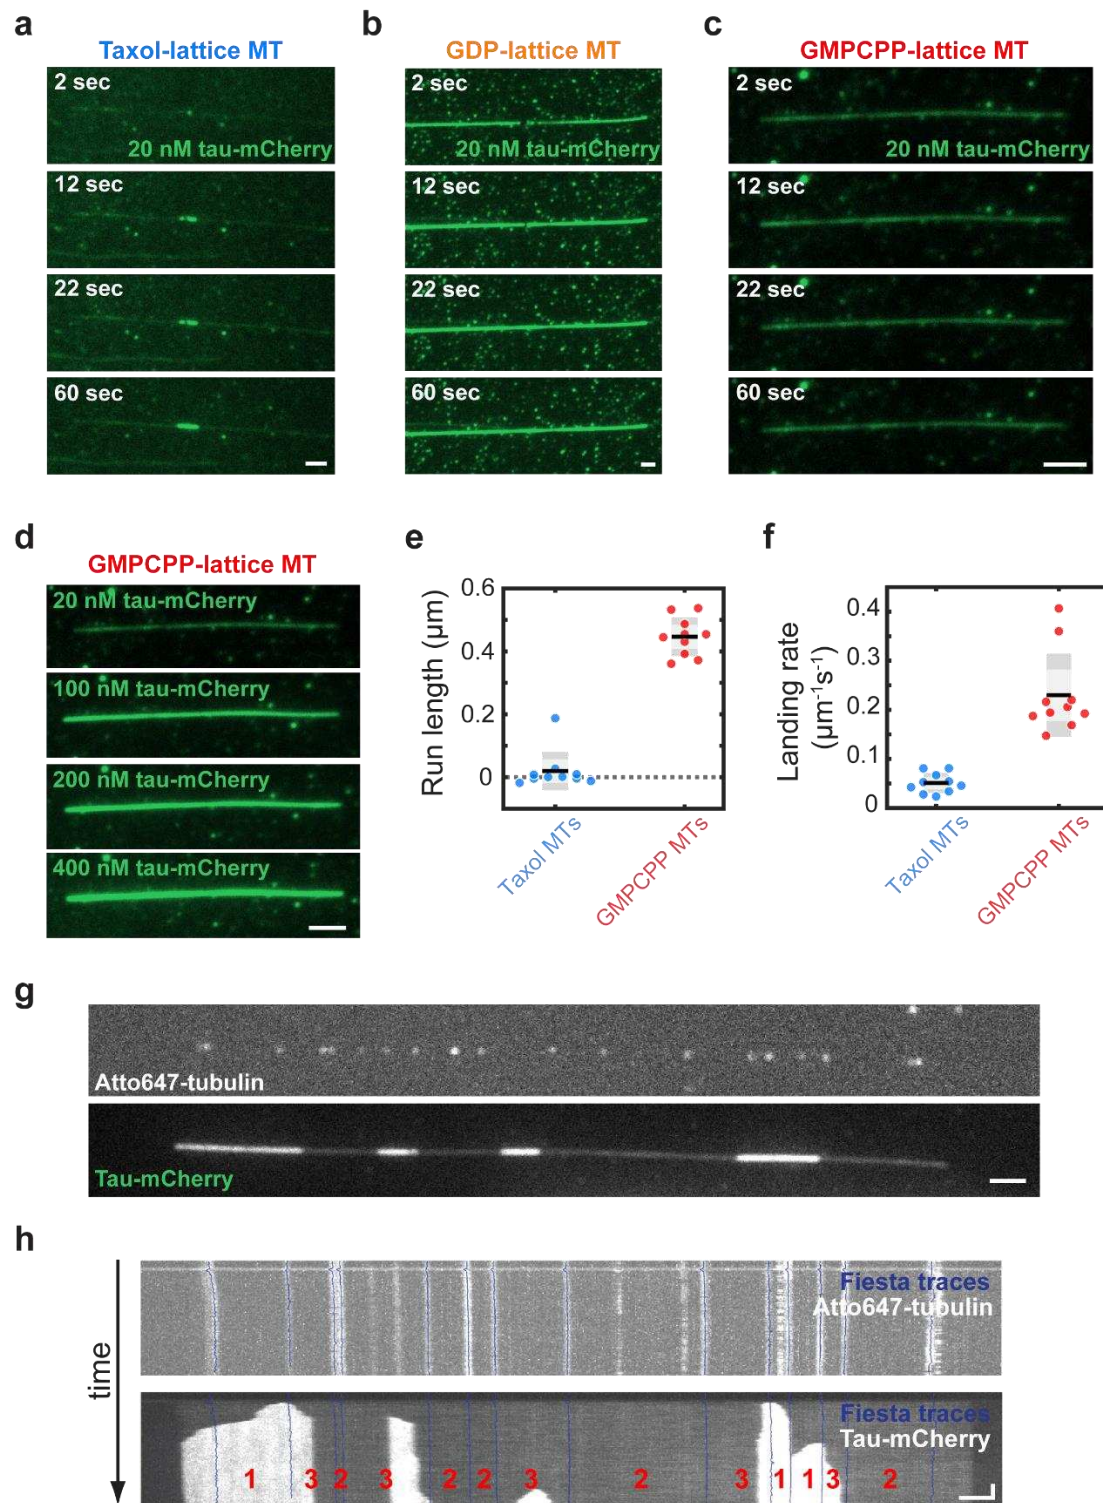 a
Taxol-lattice MT
2 sec
20 nM tau-mCherry
12 sec
22 sec
60 sec
b
GDP-lattice MT
2 sec
20 nM tau-mCherry
12 sec
22 sec
60 sec
c
GMPCPP-lattice MT
2 sec
20 nM tau-mCherry
12 sec
22 sec
60 sec
d
GMPCPP-lattice MT
20 nM tau-mCherry
100 nM tau-mCherry
200 nM tau-mCherry
400 nM tau-mCherry
e
Run length (µm)
0.6
0.4
0.2
0
Taxol MTs
GMPCPP MTs
f
Landing rate
(µm⁻¹s⁻¹)
0.4
0.3
0.2
0.1
0
Taxol MTs
GMPCPP MTs
g
Atto647-tubulin
Tau-mCherry
h
time
Fiesta traces
Atto647-tubulin
Fiesta traces
Tau-mCherry
1 3 2 3 2 2 3 2 3 1 1 3 2